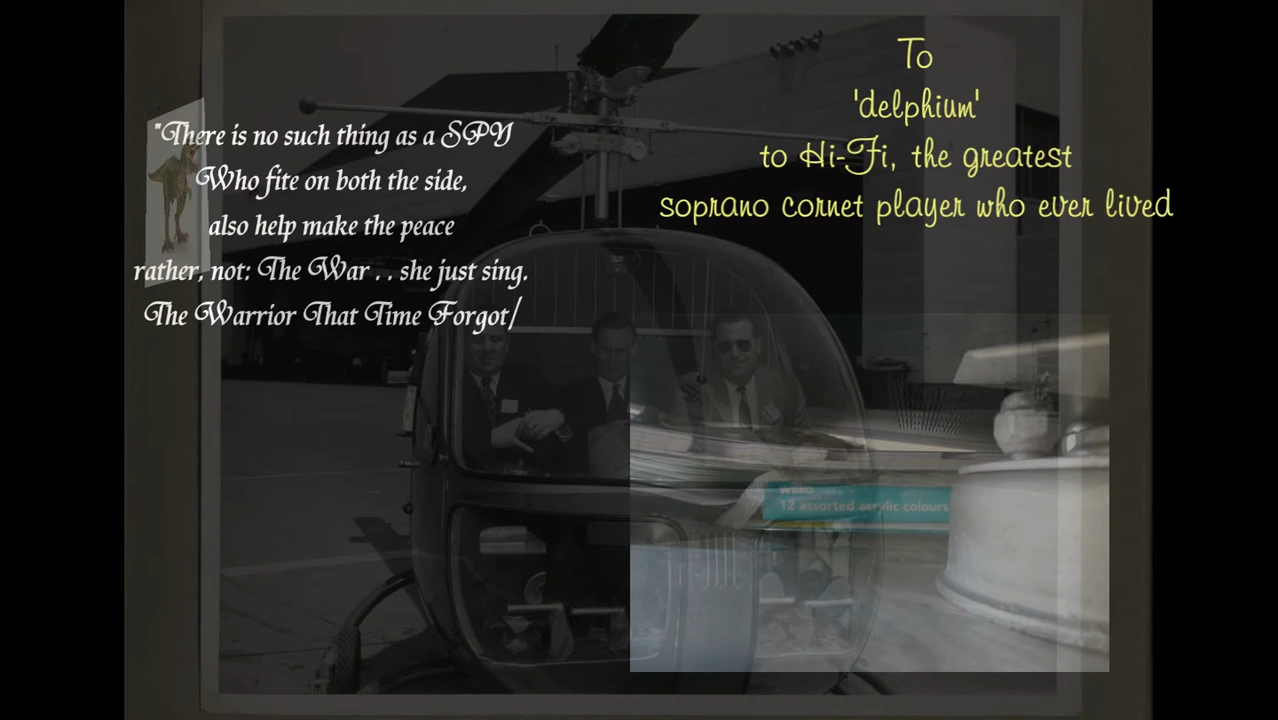 "There is no such thing as a SPY
Who fite on both the side,
also help make the peace
rather, not: The War . . she just sing.
The Warrior That Time Forgot/
To
'delphium'
to Hi-Fi, the greatest
soprano cornet player who ever lived
wilko
12 assorted acrylic colours